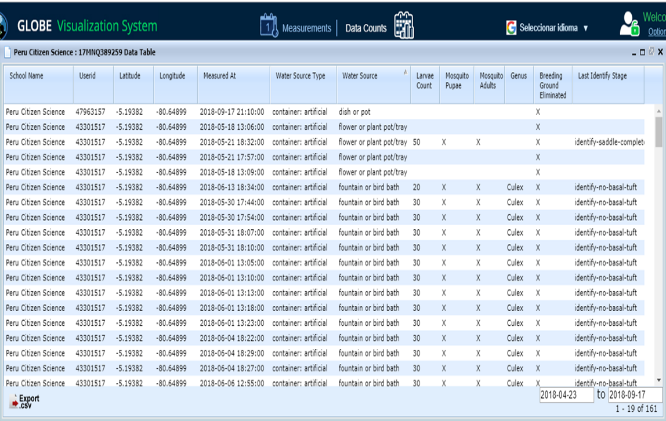 GLOBE Visualization System 1 Measurements Data Counts Seleccionar idioma ▼ Welco
Option
Peru Citizen Science : 17MNQ389259 Data Table
School Name Userid Latitude Longitude Measured At Water Source Type Water Source Larvae Count Mosquito Pupae Mosquito Adults Genus Breeding Ground Eliminated Last Identify Stage
Peru Citizen Science 47963157 -5.19382 -80.64899 2018-09-17 21:10:00 container: artificial dish or pot X
Peru Citizen Science 43301517 -5.19382 -80.64899 2018-05-18 13:06:00 container: artificial flower or plant pot/tray X
Peru Citizen Science 43301517 -5.19382 -80.64899 2018-05-21 18:32:00 container: artificial flower or plant pot/tray 50 X X identify-saddle-complet
Peru Citizen Science 43301517 -5.19382 -80.64899 2018-05-21 17:57:00 container: artificial flower or plant pot/tray X
Peru Citizen Science 43301517 -5.19382 -80.64899 2018-05-18 13:09:00 container: artificial flower or plant pot/tray X
Peru Citizen Science 43301517 -5.19382 -80.64899 2018-06-13 18:34:00 container: artificial fountain or bird bath 20 X X Culex X identify-no-basal-tuft
Peru Citizen Science 43301517 -5.19382 -80.64899 2018-05-30 17:44:00 container: artificial fountain or bird bath 30 X X Culex X identify-no-basal-tuft
Peru Citizen Science 43301517 -5.19382 -80.64899 2018-05-30 17:54:00 container: artificial fountain or bird bath 30 X X Culex X identify-no-basal-tuft
Peru Citizen Science 43301517 -5.19382 -80.64899 2018-05-31 18:07:00 container: artificial fountain or bird bath 30 X X Culex X identify-no-basal-tuft
Peru Citizen Science 43301517 -5.19382 -80.64899 2018-05-31 18:10:00 container: artificial fountain or bird bath 30 X X Culex X identify-no-basal-tuft
Peru Citizen Science 43301517 -5.19382 -80.64899 2018-06-01 13:05:00 container: artificial fountain or bird bath 30 X X Culex X identify-no-basal-tuft
Peru Citizen Science 43301517 -5.19382 -80.64899 2018-06-01 13:10:00 container: artificial fountain or bird bath 30 X X Culex X identify-no-basal-tuft
Peru Citizen Science 43301517 -5.19382 -80.64899 2018-06-01 13:13:00 container: artificial fountain or bird bath 30 X X Culex X identify-no-basal-tuft
Peru Citizen Science 43301517 -5.19382 -80.64899 2018-06-01 13:18:00 container: artificial fountain or bird bath 30 X X Culex X identify-no-basal-tuft
Peru Citizen Science 43301517 -5.19382 -80.64899 2018-06-01 13:23:00 container: artificial fountain or bird bath 30 X X Culex X identify-no-basal-tuft
Peru Citizen Science 43301517 -5.19382 -80.64899 2018-06-04 18:22:00 container: artificial fountain or bird bath 30 X X Culex X identify-no-basal-tuft
Peru Citizen Science 43301517 -5.19382 -80.64899 2018-06-04 18:29:00 container: artificial fountain or bird bath 30 X X Culex X identify-no-basal-tuft
Peru Citizen Science 43301517 -5.19382 -80.64899 2018-06-04 18:27:00 container: artificial fountain or bird bath 30 X X Culex X identify-no-basal-tuft
Peru Citizen Science 43301517 -5.19382 -80.64899 2018-06-06 12:55:00 container: artificial fountain or bird bath 30 X X Culex X identify-no-basal-tuft
Export .csv 2018-04-23 to 2018-09-17
1 - 19 of 161